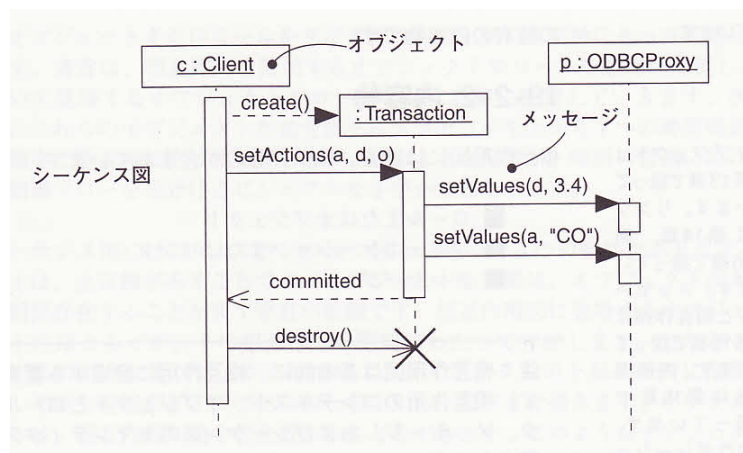 オブジェクト
c : Client
p : ODBCProxy
create()
: Transaction
メッセージ
setActions(a, d, o)
シーケンス図
setValues(d, 3.4)
setValues(a, "CO")
committed
destroy()